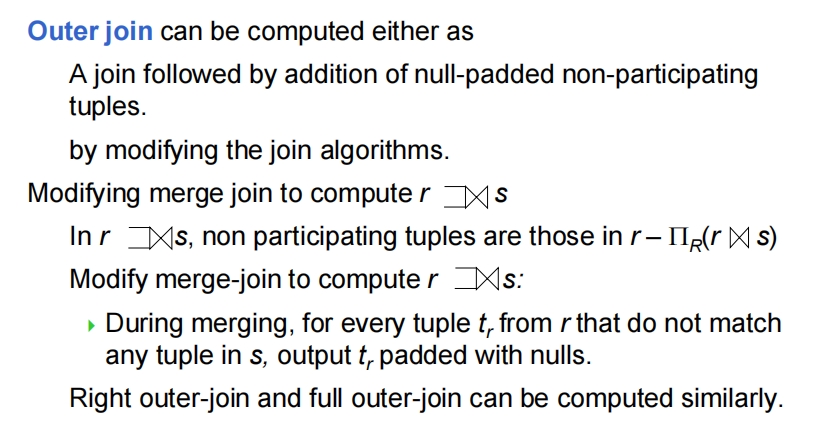 Outer join can be computed either as
A join followed by addition of null-padded non-participating
tuples.
by modifying the join algorithms.
Modifying merge join to compute r ⟕ s
In r ⟕ s, non participating tuples are those in r – Π_R(r ⨝ s)
Modify merge-join to compute r ⟕ s:
During merging, for every tuple t_r from r that do not match
any tuple in s, output t_r padded with nulls.
Right outer-join and full outer-join can be computed similarly.